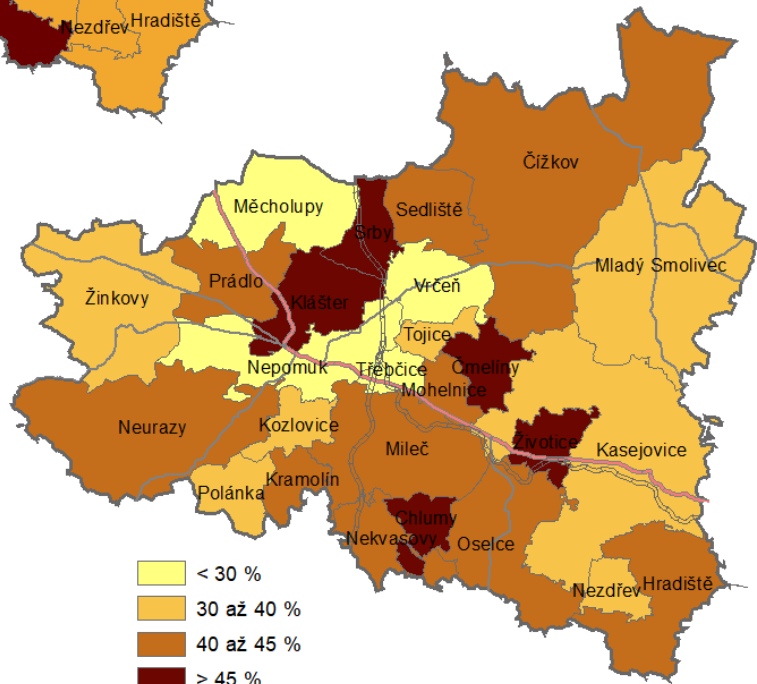 Nezdřev Hradiště
Čížkov
Měcholupy
Sedliště
Srby
Mladý Smolivec
Prádlo
Vrčeň
Žinkovy
Klášter
Tojice
Nepomuk
Třebčice
Čmelíny
Mohelnice
Neurazy
Kozlovice
Životice
Mileč
Kasejovice
Kramolín
Polánka
Chlumy
Nekvasovy
Oselce
Nezdřev
Hradiště
< 30 %
30 až 40 %
40 až 45 %
> 45 %